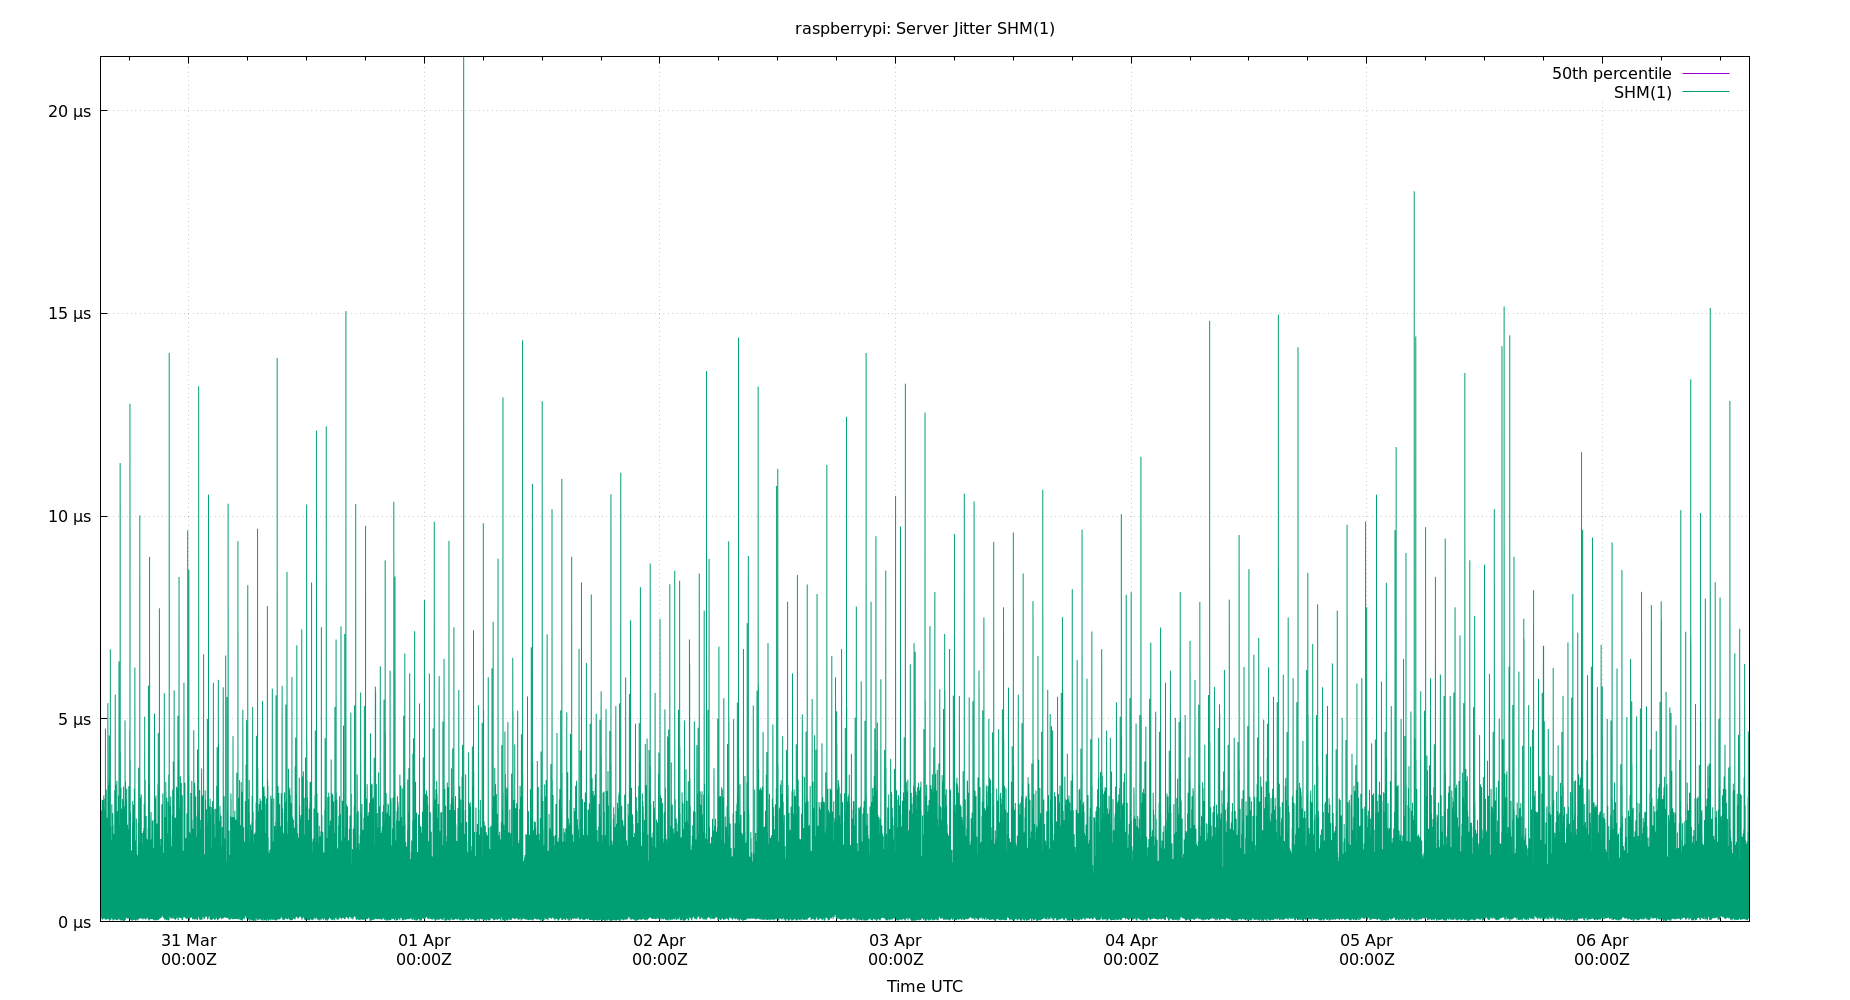 raspberrypi: Server Jitter SHM(1)
50th percentile
SHM(1)
20 µs
15 µs
10 µs
5 µs
0 µs
31 Mar 01 Apr 02 Apr 03 Apr 04 Apr 05 Apr 06 Apr
00:00Z 00:00Z 00:00Z 00:00Z 00:00Z 00:00Z 00:00Z
Time UTC